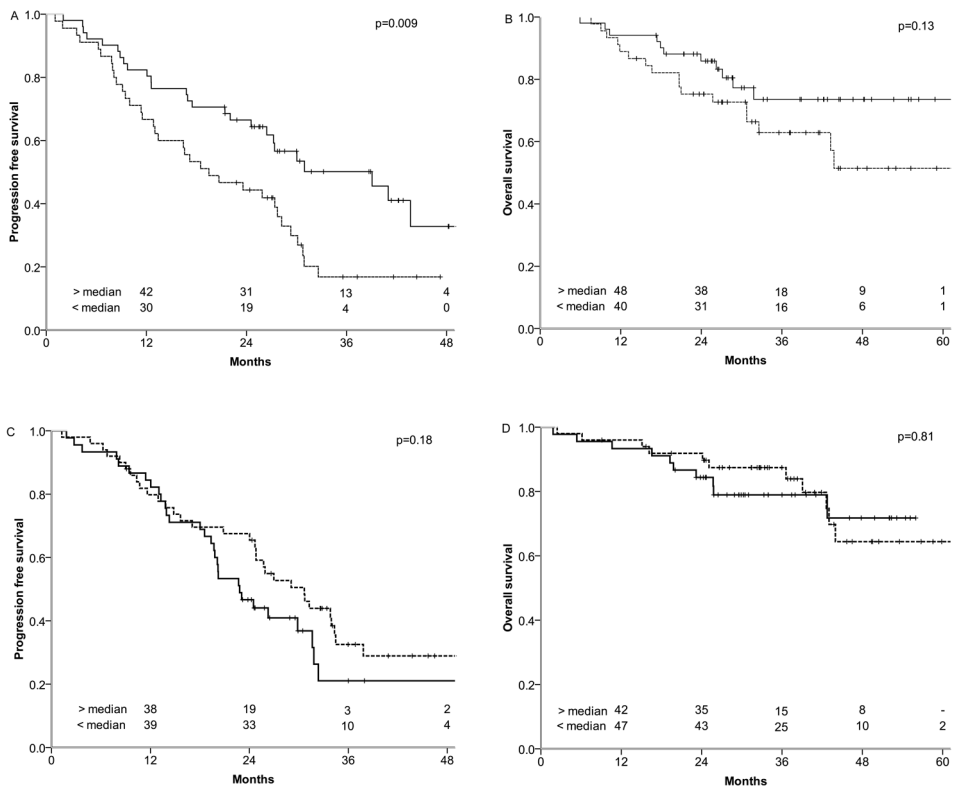 A
p=0.009
Progression free survival
1.0
0.8
0.6
0.4
0.2
0.0
> median 42 31 13 4
< median 30 19 4 0
0 12 24 36 48
Months
B
p=0.13
Overall survival
1.0
0.8
0.6
0.4
0.2
0.0
> median 48 38 18 9 1
< median 40 31 16 6 1
0 12 24 36 48 60
Months
C
p=0.18
Progression free survival
1.0
0.8
0.6
0.4
0.2
0.0
> median 38 19 3 2
< median 39 33 10 4
0 12 24 36 48
Months
D
p=0.81
Overall survival
1.0
0.8
0.6
0.4
0.2
0.0
> median 42 35 15 8 -
< median 47 43 25 10 2
0 12 24 36 48 60
Months